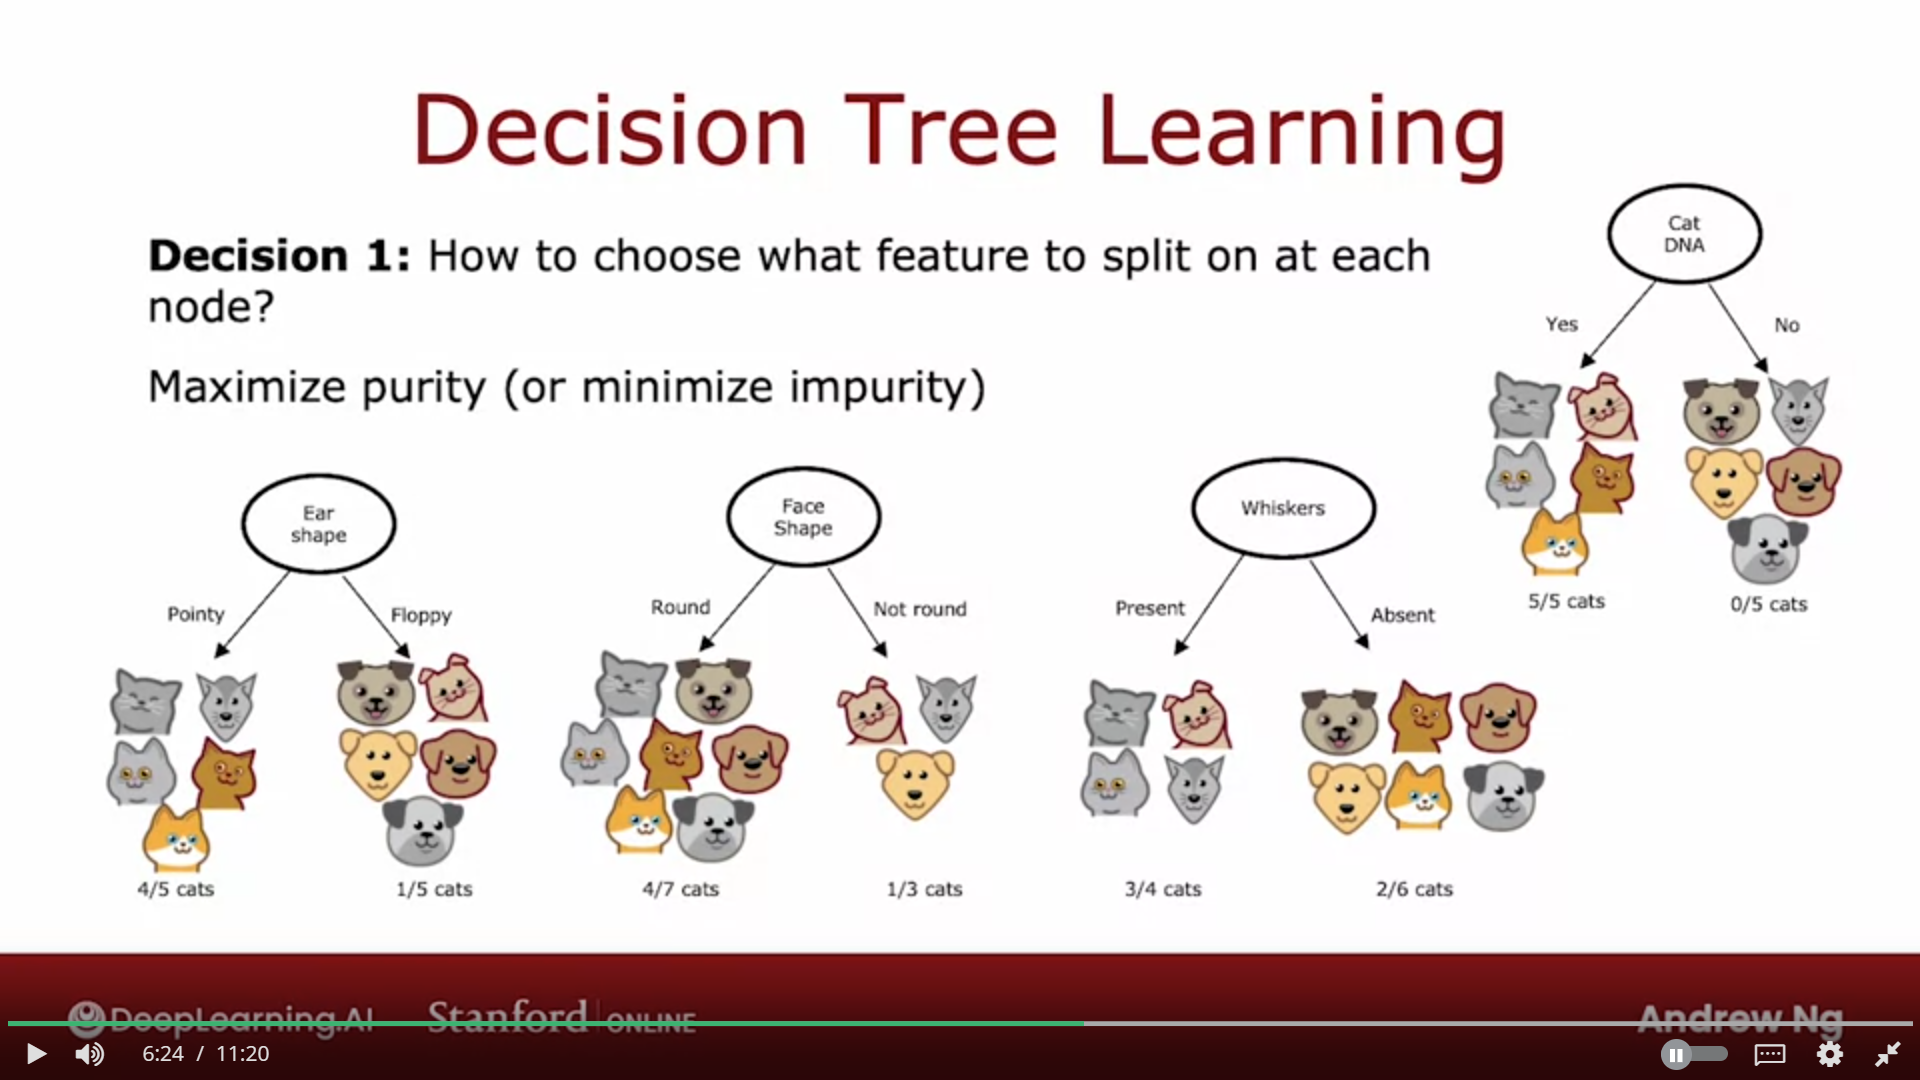 Decision Tree Learning
Decision 1: How to choose what feature to split on at each
node?
Maximize purity (or minimize impurity)
Cat
DNA
Yes
No
5/5 cats
0/5 cats
Ear
shape
Pointy
Floppy
4/5 cats
1/5 cats
Face
Shape
Round
Not round
4/7 cats
1/3 cats
Whiskers
Present
Absent
3/4 cats
2/6 cats
DeepLearning.AI
Stanford | ONLINE
Andrew Ng
6:24 / 11:20